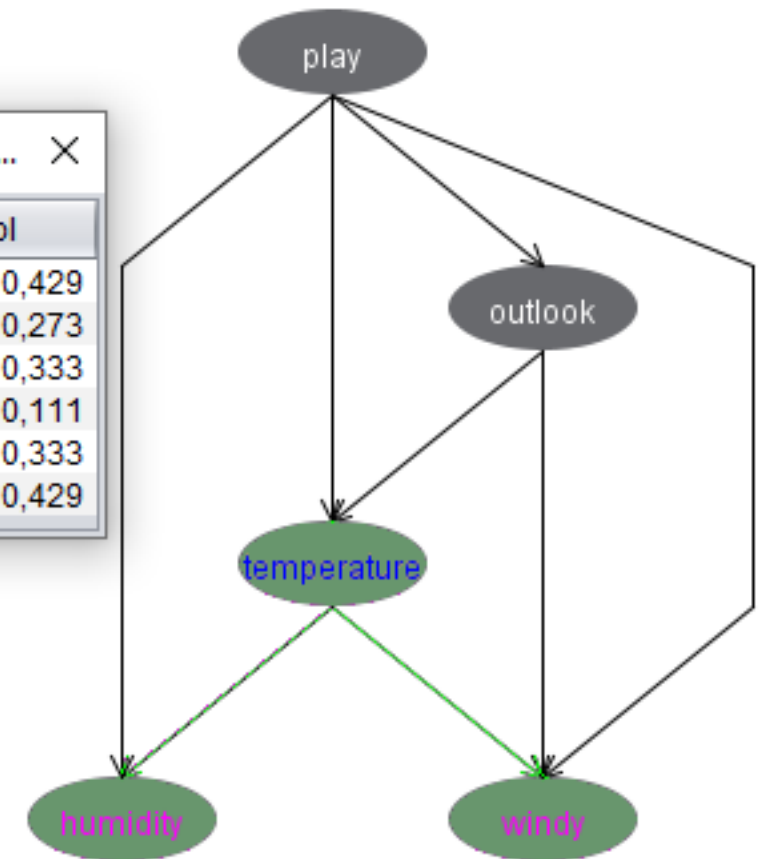 play
...
ol
0,429
0,273
0,333
0,111
0,333
0,429
outlook
temperature
humidity
windy